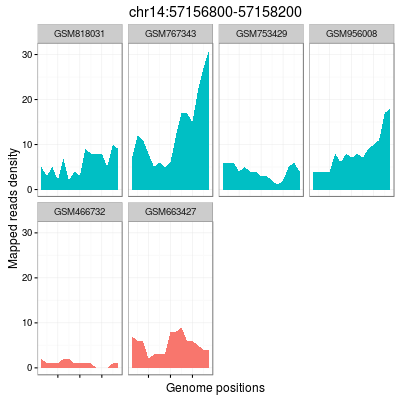 chr14:57156800-57158200
GSM818031 GSM767343 GSM753429 GSM956008
30
20
10
0
GSM466732 GSM663427
30
20
10
0
Mapped reads density
Genome positions